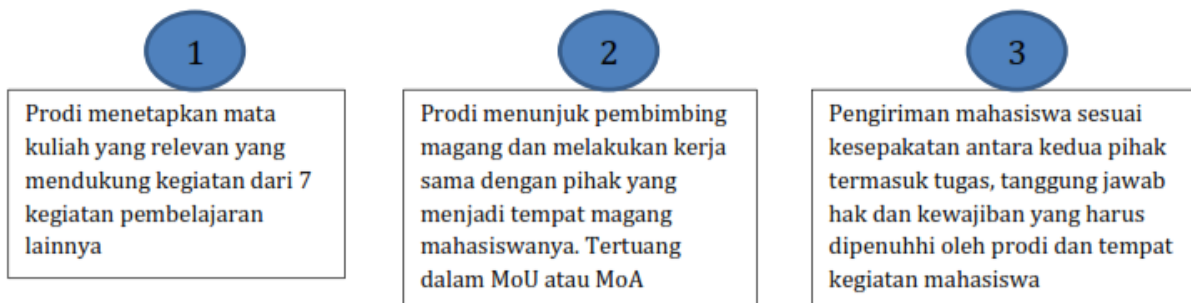 1
Prodi menetapkan mata
kuliah yang relevan yang
mendukung kegiatan dari 7
kegiatan pembelajaran
lainnya
2
Prodi menunjuk pembimbing
magang dan melakukan kerja
sama dengan pihak yang
menjadi tempat magang
mahasiswanya. Tertuang
dalam MoU atau MoA
3
Pengiriman mahasiswa sesuai
kesepakatan antara kedua pihak
termasuk tugas, tanggung jawab
hak dan kewajiban yang harus
dipenuhhi oleh prodi dan tempat
kegiatan mahasiswa